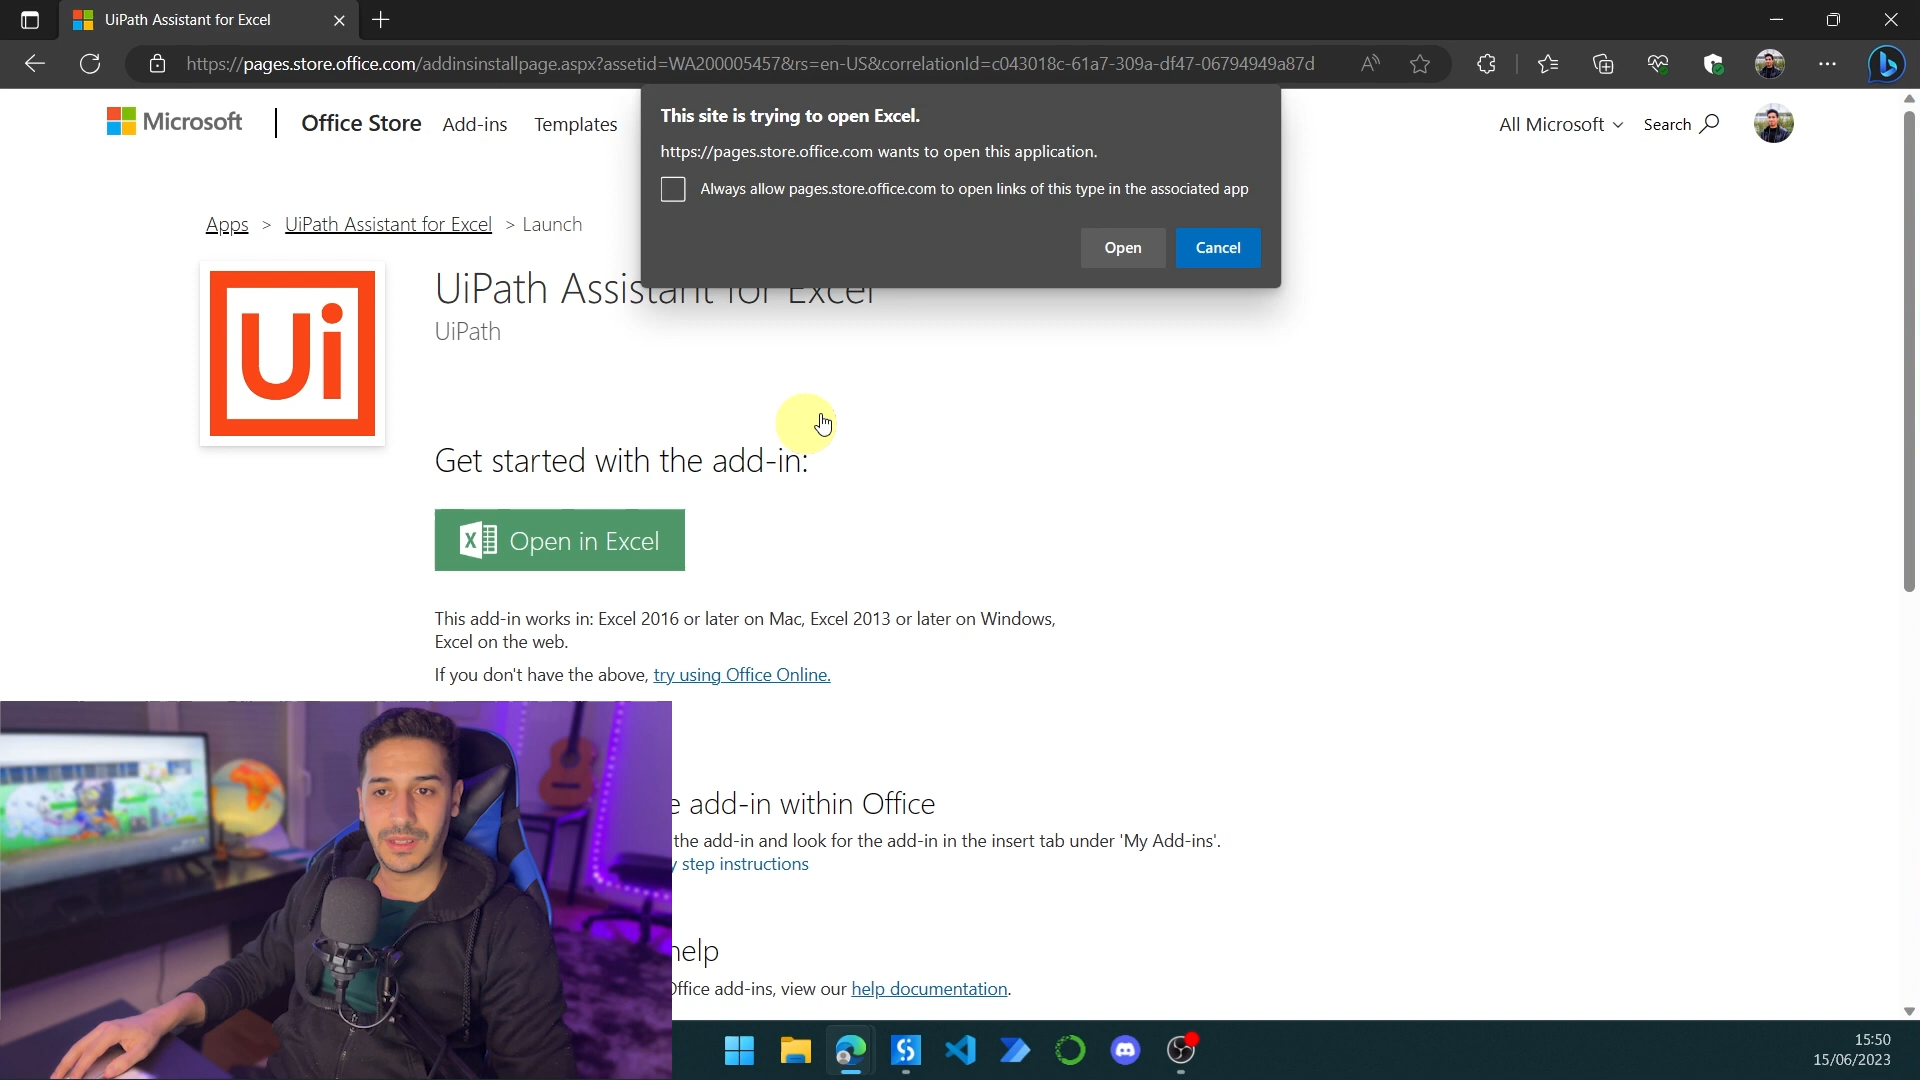 UiPath Assistant for Excel
https://pages.store.office.com/addinsinstallpage.aspx?assetid=WA200005457&rs=en-US&correlationId=c043018c-61a7-309a-df47-06794949a87d
This site is trying to open Excel.
https://pages.store.office.com wants to open this application.
Always allow pages.store.office.com to open links of this type in the associated app
Open
Cancel
Microsoft
Office Store
Add-ins
Templates
All Microsoft
Search
Apps > UiPath Assistant for Excel > Launch
Ui
UiPath Assistant for Excel
UiPath
Get started with the add-in:
Open in Excel
This add-in works in: Excel 2016 or later on Mac, Excel 2013 or later on Windows,
Excel on the web.
If you don't have the above, try using Office Online.
add-in within Office
the add-in and look for the add-in in the insert tab under 'My Add-ins'.
step instructions
help
Office add-ins, view our help documentation.
15:50
15/06/2023